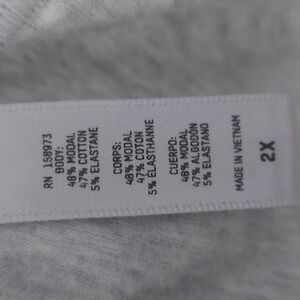 RN 158973
BODY:
48% MODAL
47% COTTON
5% ELASTANE
CORPS:
48% MODAL
47% COTON
5% ÉLASTHANNE
CUERPO:
48% MODAL
47% ALGODON
5% ELASTANO
MADE IN VIETNAM
2X